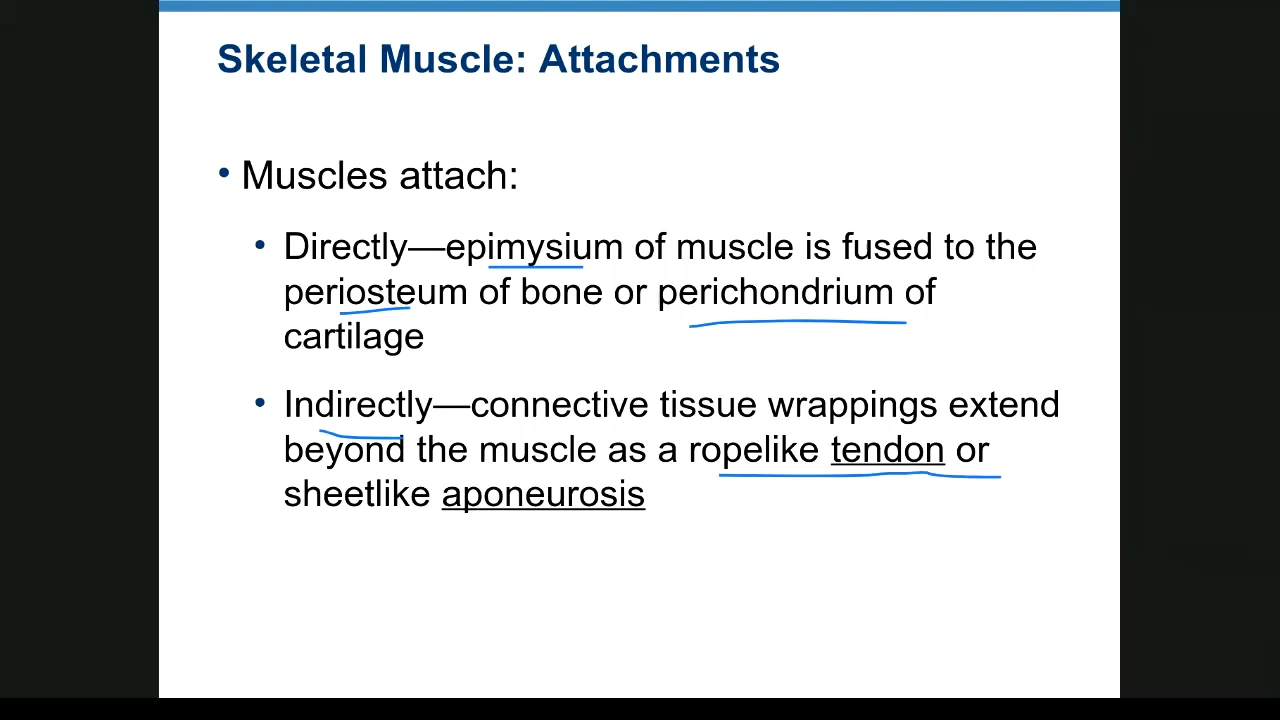 Skeletal Muscle: Attachments
• Muscles attach:
• Directly—epimysium of muscle is fused to the
periosteum of bone or perichondrium of
cartilage
• Indirectly—connective tissue wrappings extend
beyond the muscle as a ropelike tendon or
sheetlike aponeurosis